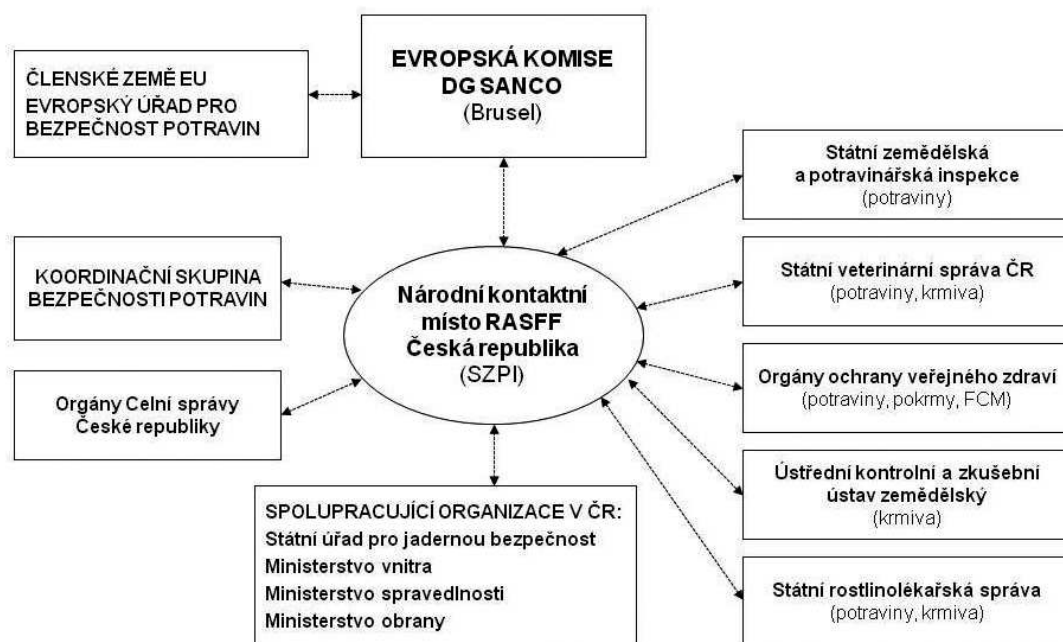 EVROPSKÁ KOMISE
DG SANCO
(Brusel)
ČLENSKÉ ZEMĚ EU
EVROPSKÝ ÚŘAD PRO
BEZPEČNOST POTRAVIN
Státní zemědělská
a potravinářská inspekce
(potraviny)
KOORDINAČNÍ SKUPINA
BEZPEČNOSTI POTRAVIN
Národní kontaktní
místo RASFF
Česká republika
(SZPI)
Státní veterinární správa ČR
(potraviny, krmiva)
Orgány ochrany veřejného zdraví
(potraviny, pokrmy, FCM)
Orgány Celní správy
České republiky
Ústřední kontrolní a zkušební
ústav zemědělský
(krmiva)
SPOLUPRACUJÍCÍ ORGANIZACE V ČR:
Státní úřad pro jadernou bezpečnost
Ministerstvo vnitra
Ministerstvo spravedlnosti
Ministerstvo obrany
Státní rostlinolékařská správa
(potraviny, krmiva)